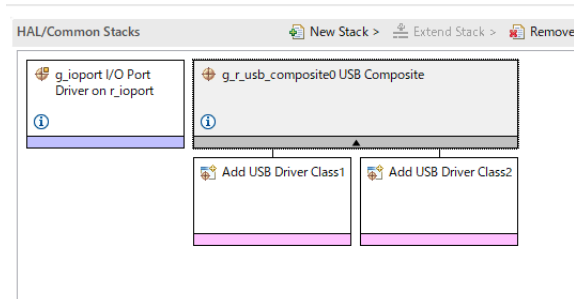 HAL/Common Stacks
New Stack >
Extend Stack >
Remove
g_ioport I/O Port
Driver on r_ioport
g_r_usb_composite0 USB Composite
Add USB Driver Class1
Add USB Driver Class2